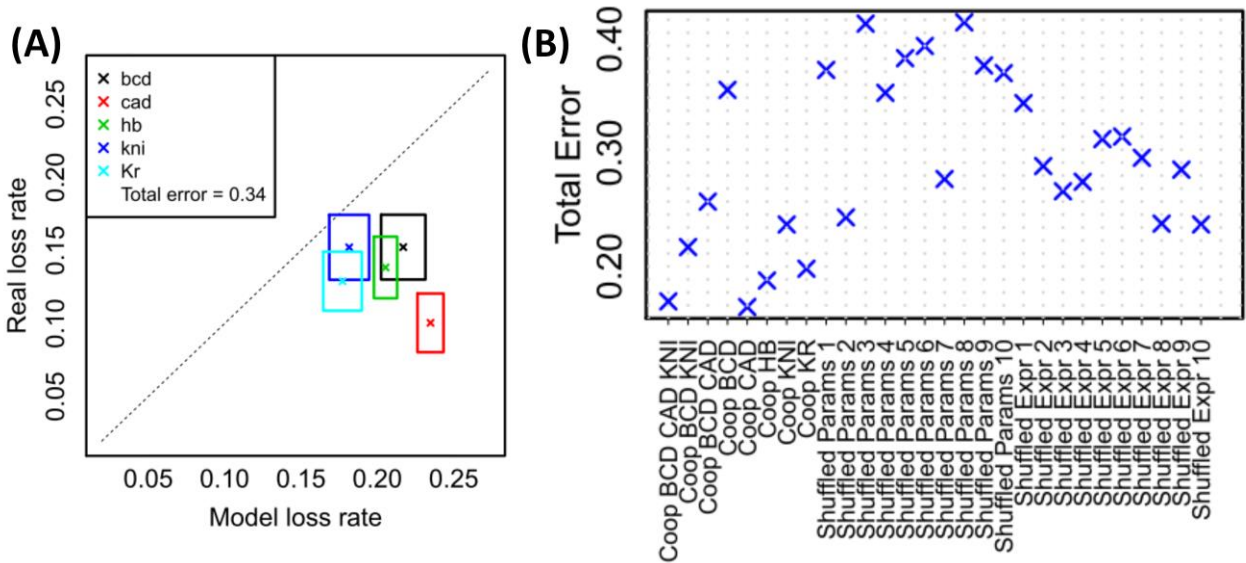 (A)
bcd
cad
hb
kni
Kr
Total error = 0.34
Real loss rate
0.25
0.20
0.15
0.10
0.05
0.05
0.10
0.15
0.20
0.25
Model loss rate
(B)
Total Error
0.40
0.30
0.20
Coop BCD CAD KNI
Coop BCD KNI
Coop BCD CAD
Coop BCD
Coop CAD
Coop HB
Coop KNI
Coop KR
Shuffled Params 1
Shuffled Params 2
Shuffled Params 3
Shuffled Params 4
Shuffled Params 5
Shuffled Params 6
Shuffled Params 7
Shuffled Params 8
Shuffled Params 9
Shuffled Params 10
Shuffled Expr 1
Shuffled Expr 2
Shuffled Expr 3
Shuffled Expr 4
Shuffled Expr 5
Shuffled Expr 6
Shuffled Expr 7
Shuffled Expr 8
Shuffled Expr 9
Shuffled Expr 10